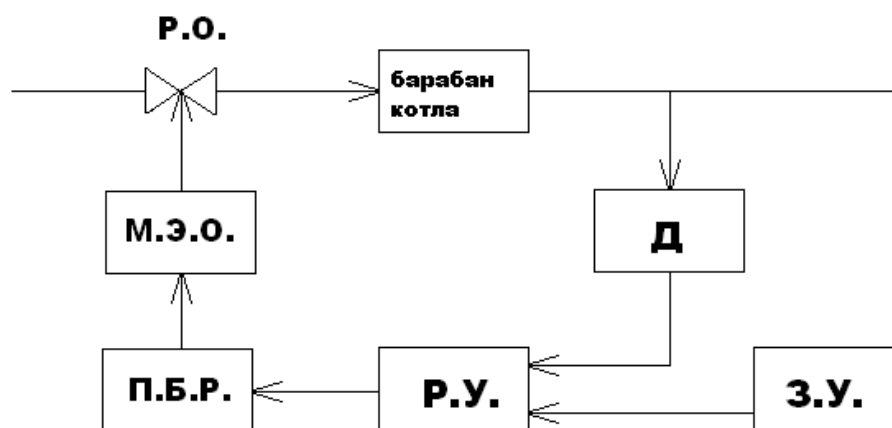 Р.О.
барабан
котла
М.Э.О.
Д
П.Б.Р.
Р.У.
З.У.